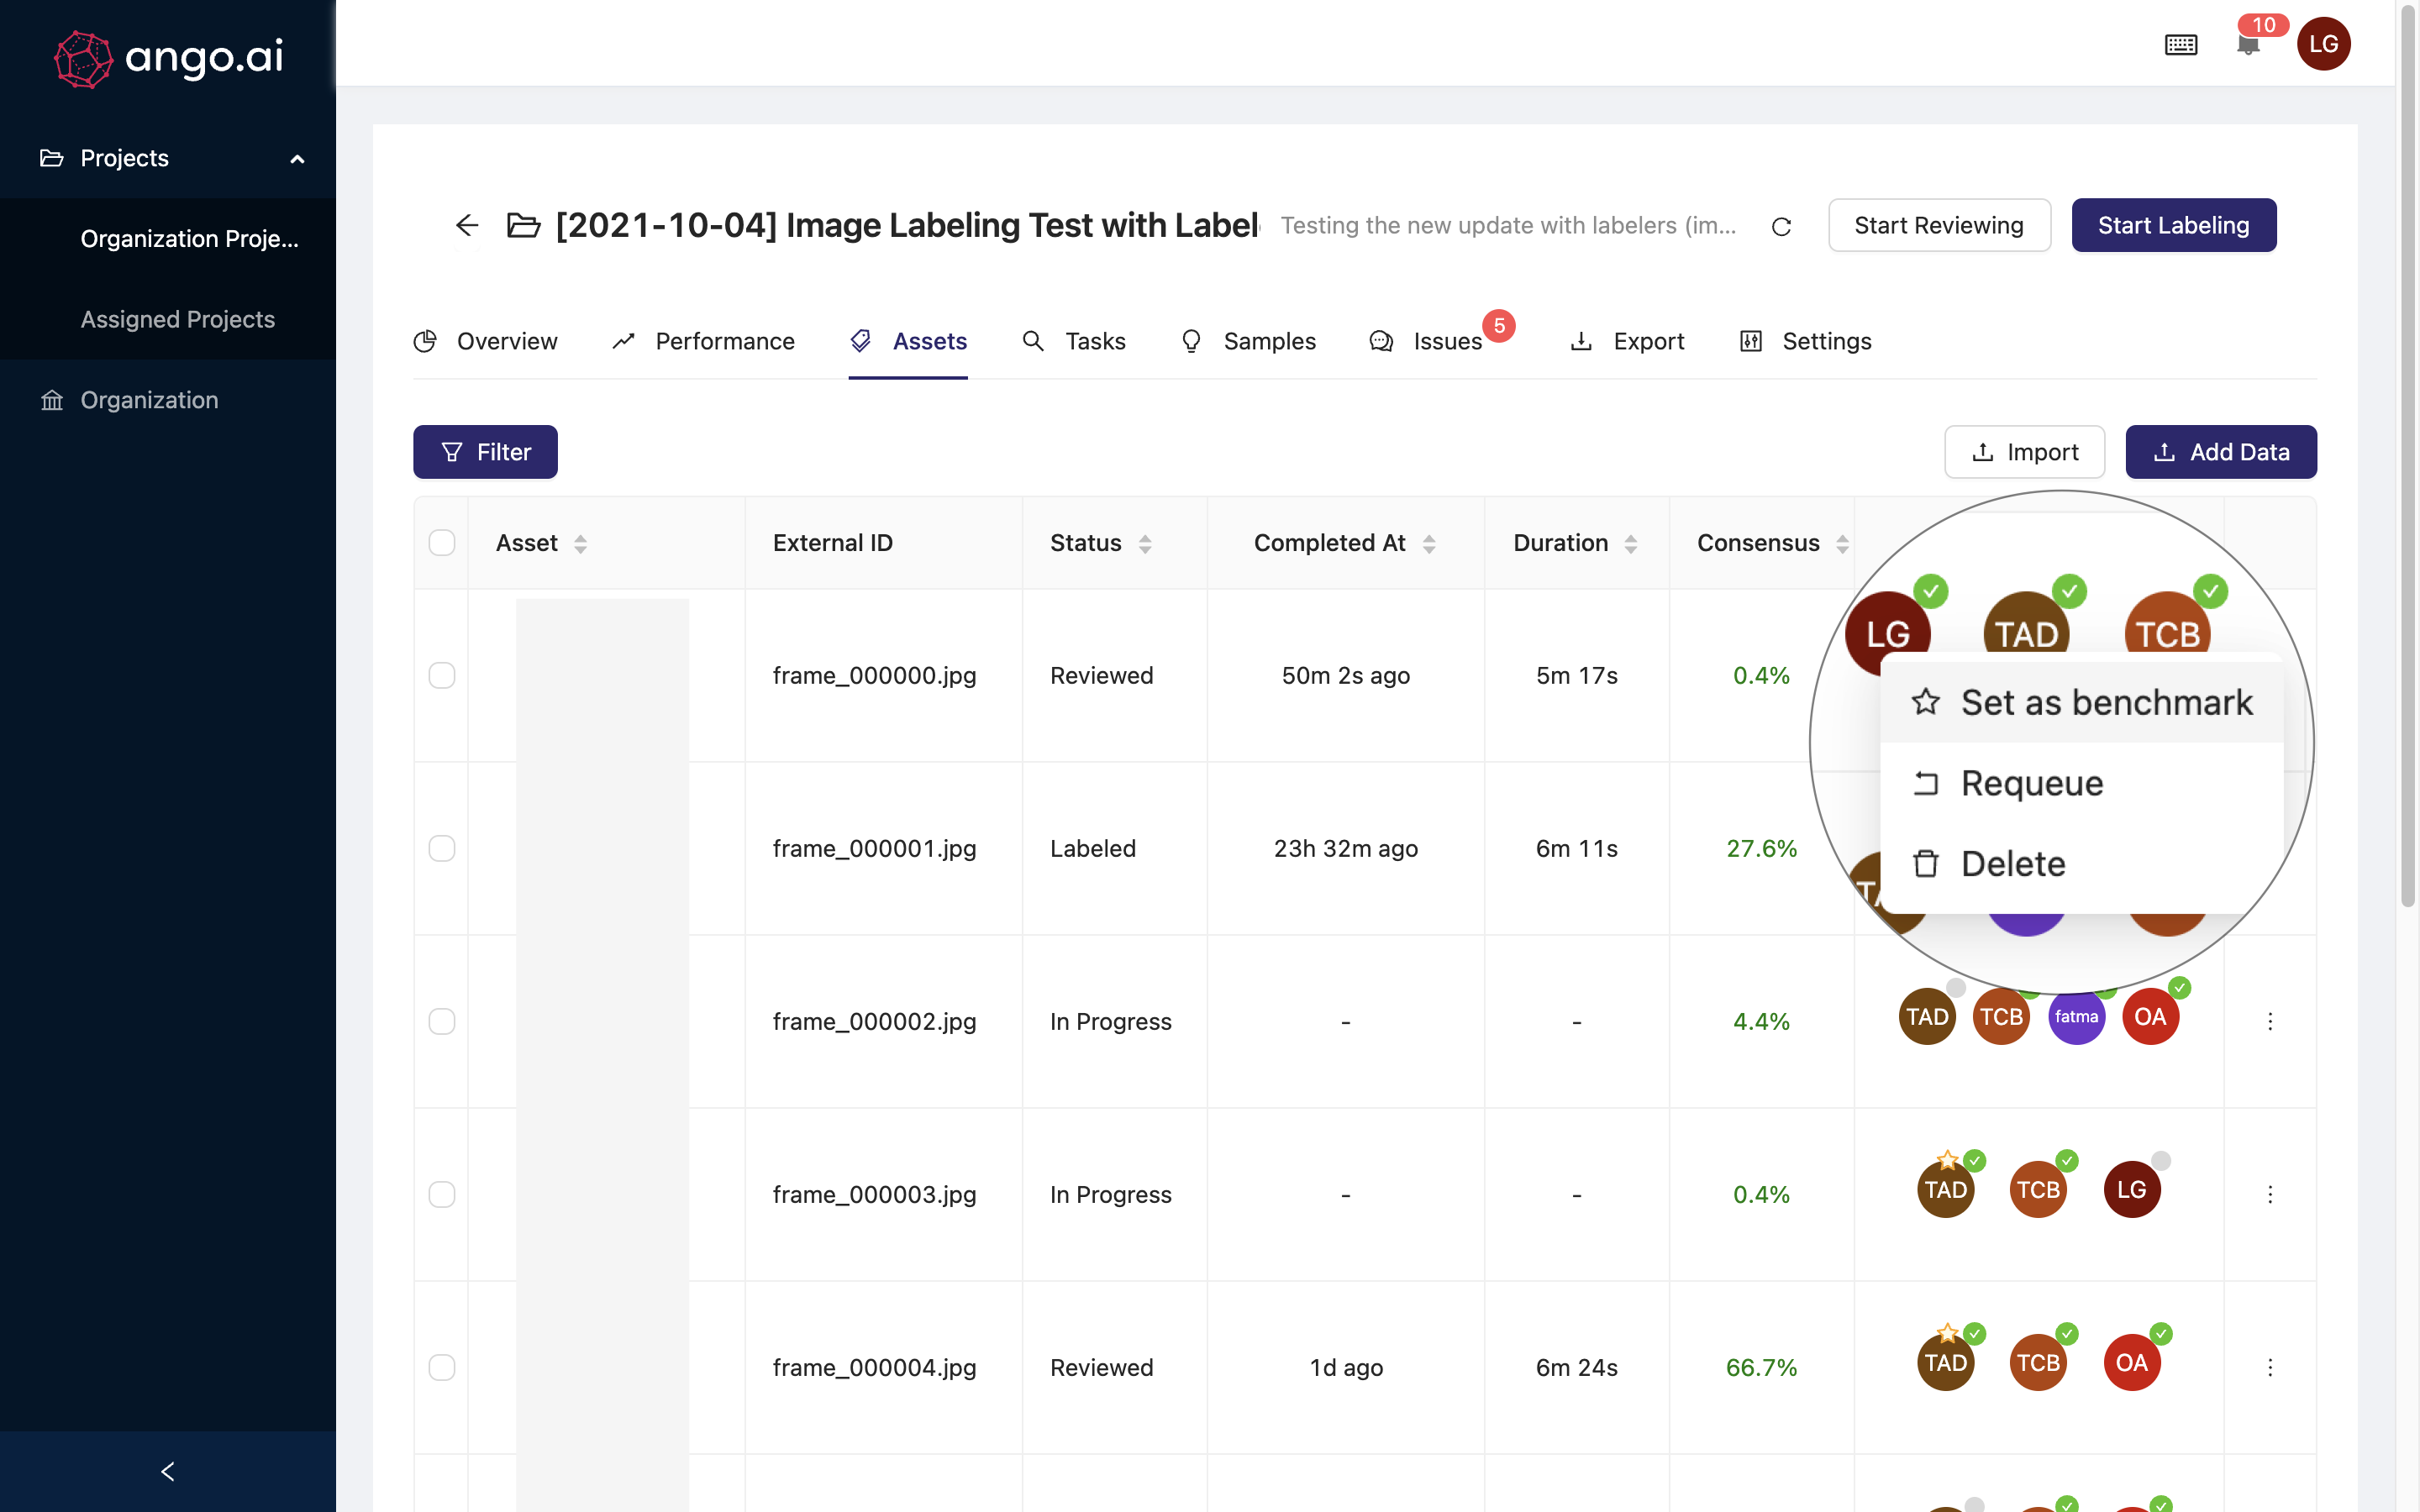 ango.ai
10
LG
Projects
Organization Proje...
Assigned Projects
Organization
[2021-10-04] Image Labeling Test with Label
Testing the new update with labelers (im...
Start Reviewing
Start Labeling
Overview
Performance
Assets
Tasks
Samples
Issues
5
Export
Settings
Filter
Import
Add Data
Asset
External ID
Status
Completed At
Duration
Consensus
frame_000000.jpg
Reviewed
50m 2s ago
5m 17s
0.4%
LG
TAD
TCB
Set as benchmark
Requeue
Delete
frame_000001.jpg
Labeled
23h 32m ago
6m 11s
27.6%
frame_000002.jpg
In Progress
-
-
4.4%
TAD
TCB
fatma
OA
frame_000003.jpg
In Progress
-
-
0.4%
TAD
TCB
LG
frame_000004.jpg
Reviewed
1d ago
6m 24s
66.7%
TAD
TCB
OA